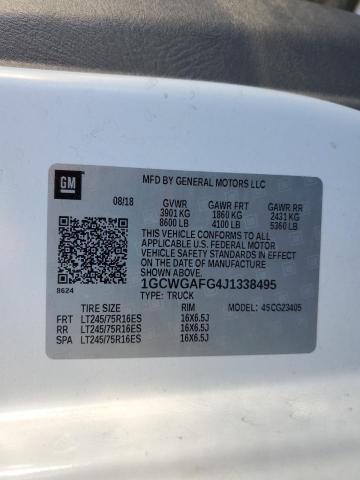 GM
MFD BY GENERAL MOTORS LLC
08/18 GVWR GAWR FRT GAWR RR
3901 KG 1860 KG 2431 KG
8600 LB 4100 LB 5360 LB
THIS VEHICLE CONFORMS TO ALL
APPLICABLE U.S. FEDERAL MOTOR
VEHICLE SAFETY STANDARDS IN EFFECT ON THE
DATE OF MANUFACTURE SHOWN ABOVE.
1GCWGAFG4J1338495
8624 TYPE: TRUCK
TIRE SIZE RIM MODEL: 4SCG23405
FRT LT245/75R16ES 16X6.5J
RR LT245/75R16ES 16X6.5J
SPA LT245/75R16ES 16X6.5J